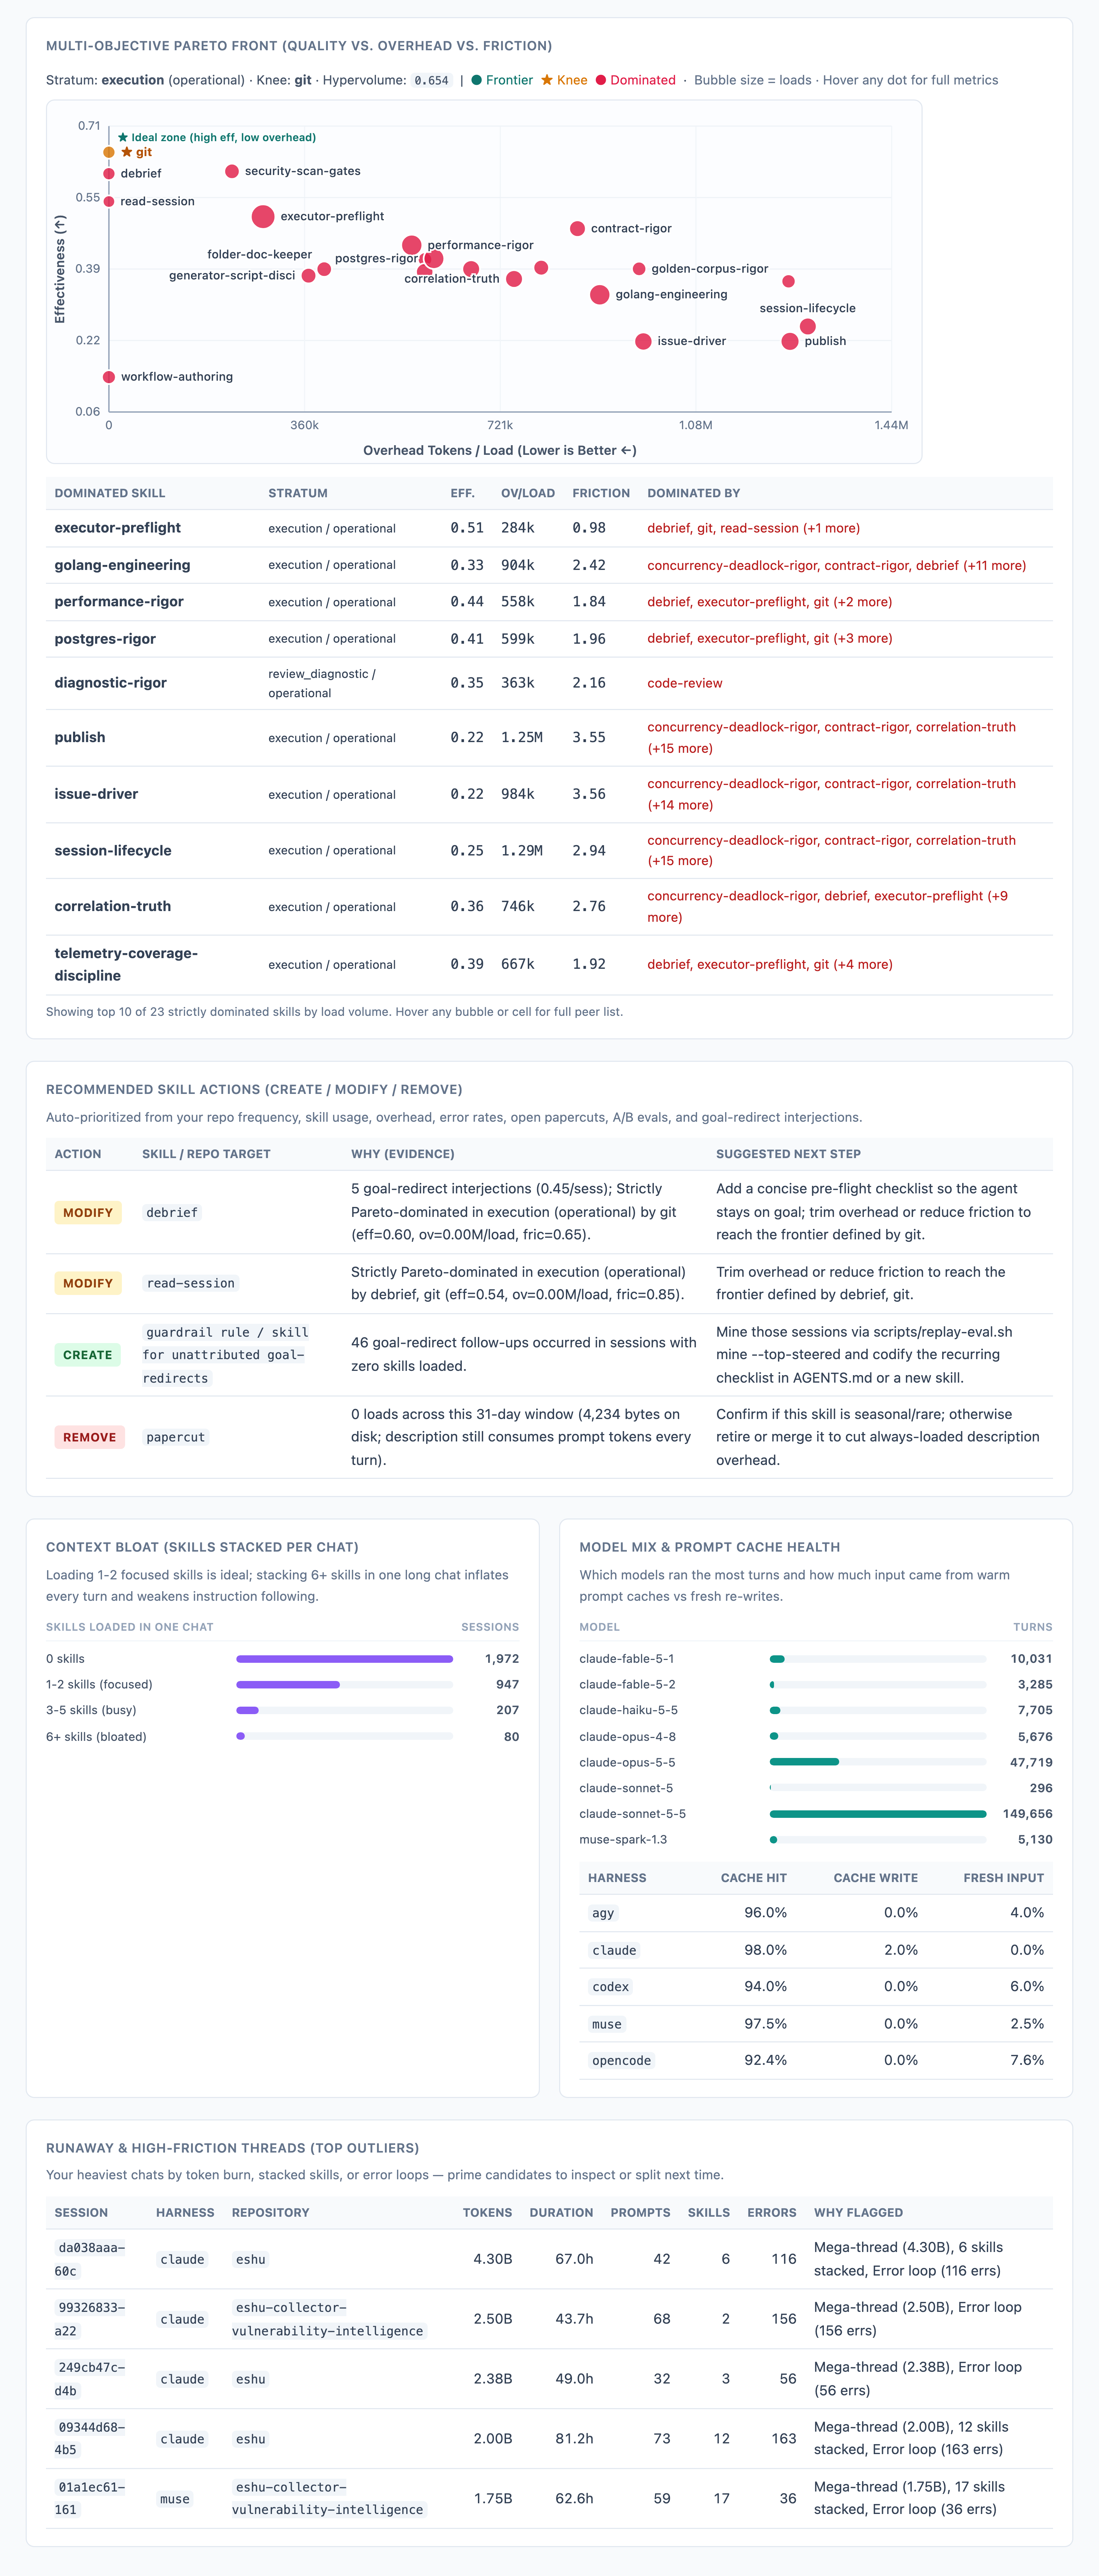 MULTI-OBJECTIVE PARETO FRONT (QUALITY VS. OVERHEAD VS. FRICTION)
Stratum: execution (operational) · Knee: git · Hypervolume: 0.654 | ● Frontier ★ Knee ● Dominated · Bubble size = loads · Hover any dot for full metrics
0.71
★ Ideal zone (high eff, low overhead)
★ git
debrief
security-scan-gates
0.55
read-session
executor-preflight
contract-rigor
performance-rigor
folder-doc-keeper
postgres-rigor
0.39
golden-corpus-rigor
generator-script-disci
correlation-truth
golang-engineering
session-lifecycle
0.22
issue-driver
publish
workflow-authoring
0.06
Effectiveness (↑)
0
360k
721k
1.08M
1.44M
Overhead Tokens / Load (Lower is Better ←)
DOMINATED SKILL STRATUM EFF. OV/LOAD FRICTION DOMINATED BY
executor-preflight execution / operational 0.51 284k 0.98 debrief, git, read-session (+1 more)
golang-engineering execution / operational 0.33 904k 2.42 concurrency-deadlock-rigor, contract-rigor, debrief (+11 more)
performance-rigor execution / operational 0.44 558k 1.84 debrief, executor-preflight, git (+2 more)
postgres-rigor execution / operational 0.41 599k 1.96 debrief, executor-preflight, git (+3 more)
diagnostic-rigor review_diagnostic /
operational 0.35 363k 2.16 code-review
publish execution / operational 0.22 1.25M 3.55 concurrency-deadlock-rigor, contract-rigor, correlation-truth
(+15 more)
issue-driver execution / operational 0.22 984k 3.56 concurrency-deadlock-rigor, contract-rigor, correlation-truth
(+14 more)
session-lifecycle execution / operational 0.25 1.29M 2.94 concurrency-deadlock-rigor, contract-rigor, correlation-truth
(+15 more)
correlation-truth execution / operational 0.36 746k 2.76 concurrency-deadlock-rigor, debrief, executor-preflight (+9
more)
telemetry-coverage-
discipline execution / operational 0.39 667k 1.92 debrief, executor-preflight, git (+4 more)
Showing top 10 of 23 strictly dominated skills by load volume. Hover any bubble or cell for full peer list.
RECOMMENDED SKILL ACTIONS (CREATE / MODIFY / REMOVE)
Auto-prioritized from your repo frequency, skill usage, overhead, error rates, open papercuts, A/B evals, and goal-redirect interjections.
ACTION SKILL / REPO TARGET WHY (EVIDENCE) SUGGESTED NEXT STEP
MODIFY debrief
5 goal-redirect interjections (0.45/sess); Strictly
Pareto-dominated in execution (operational) by git
(eff=0.60, ov=0.00M/load, fric=0.65).
Add a concise pre-flight checklist so the agent
stays on goal; trim overhead or reduce friction to
reach the frontier defined by git.
MODIFY read-session
Strictly Pareto-dominated in execution (operational)
by debrief, git (eff=0.54, ov=0.00M/load, fric=0.85).
Trim overhead or reduce friction to reach the
frontier defined by debrief, git.
CREATE
guardrail rule / skill
for unattributed goal-
redirects
46 goal-redirect follow-ups occurred in sessions with
zero skills loaded.
Mine those sessions via scripts/replay-eval.sh
mine --top-steered and codify the recurring
checklist in AGENTS.md or a new skill.
REMOVE papercut
0 loads across this 31-day window (4,234 bytes on
disk; description still consumes prompt tokens every
turn).
Confirm if this skill is seasonal/rare; otherwise
retire or merge it to cut always-loaded description
overhead.
CONTEXT BLOAT (SKILLS STACKED PER CHAT)
Loading 1-2 focused skills is ideal; stacking 6+ skills in one long chat inflates
every turn and weakens instruction following.
SKILLS LOADED IN ONE CHAT SESSIONS
0 skills 1,972
1-2 skills (focused) 947
3-5 skills (busy) 207
6+ skills (bloated) 80
MODEL MIX & PROMPT CACHE HEALTH
Which models ran the most turns and how much input came from warm
prompt caches vs fresh re-writes.
MODEL TURNS
claude-fable-5-1 10,031
claude-fable-5-2 3,285
claude-haiku-5-5 7,705
claude-opus-4-8 5,676
claude-opus-5-5 47,719
claude-sonnet-5 296
claude-sonnet-5-5 149,656
muse-spark-1.3 5,130
HARNESS CACHE HIT CACHE WRITE FRESH INPUT
agy 96.0% 0.0% 4.0%
claude 98.0% 2.0% 0.0%
codex 94.0% 0.0% 6.0%
muse 97.5% 0.0% 2.5%
opencode 92.4% 0.0% 7.6%
RUNAWAY & HIGH-FRICTION THREADS (TOP OUTLIERS)
Your heaviest chats by token burn, stacked skills, or error loops — prime candidates to inspect or split next time.
SESSION HARNESS REPOSITORY TOKENS DURATION PROMPTS SKILLS ERRORS WHY FLAGGED
da038aaa-
60c claude eshu 4.30B 67.0h 42 6 116 Mega-thread (4.30B), 6 skills
stacked, Error loop (116 errs)
99326833-
a22 claude eshu-collector-
vulnerability-intelligence 2.50B 43.7h 68 2 156 Mega-thread (2.50B), Error loop
(156 errs)
249cb47c-
d4b claude eshu 2.38B 49.0h 32 3 56 Mega-thread (2.38B), Error loop
(56 errs)
09344d68-
4b5 claude eshu 2.00B 81.2h 73 12 163 Mega-thread (2.00B), 12 skills
stacked, Error loop (163 errs)
01a1ec61-
161 muse eshu-collector-
vulnerability-intelligence 1.75B 62.6h 59 17 36 Mega-thread (1.75B), 17 skills
stacked, Error loop (36 errs)